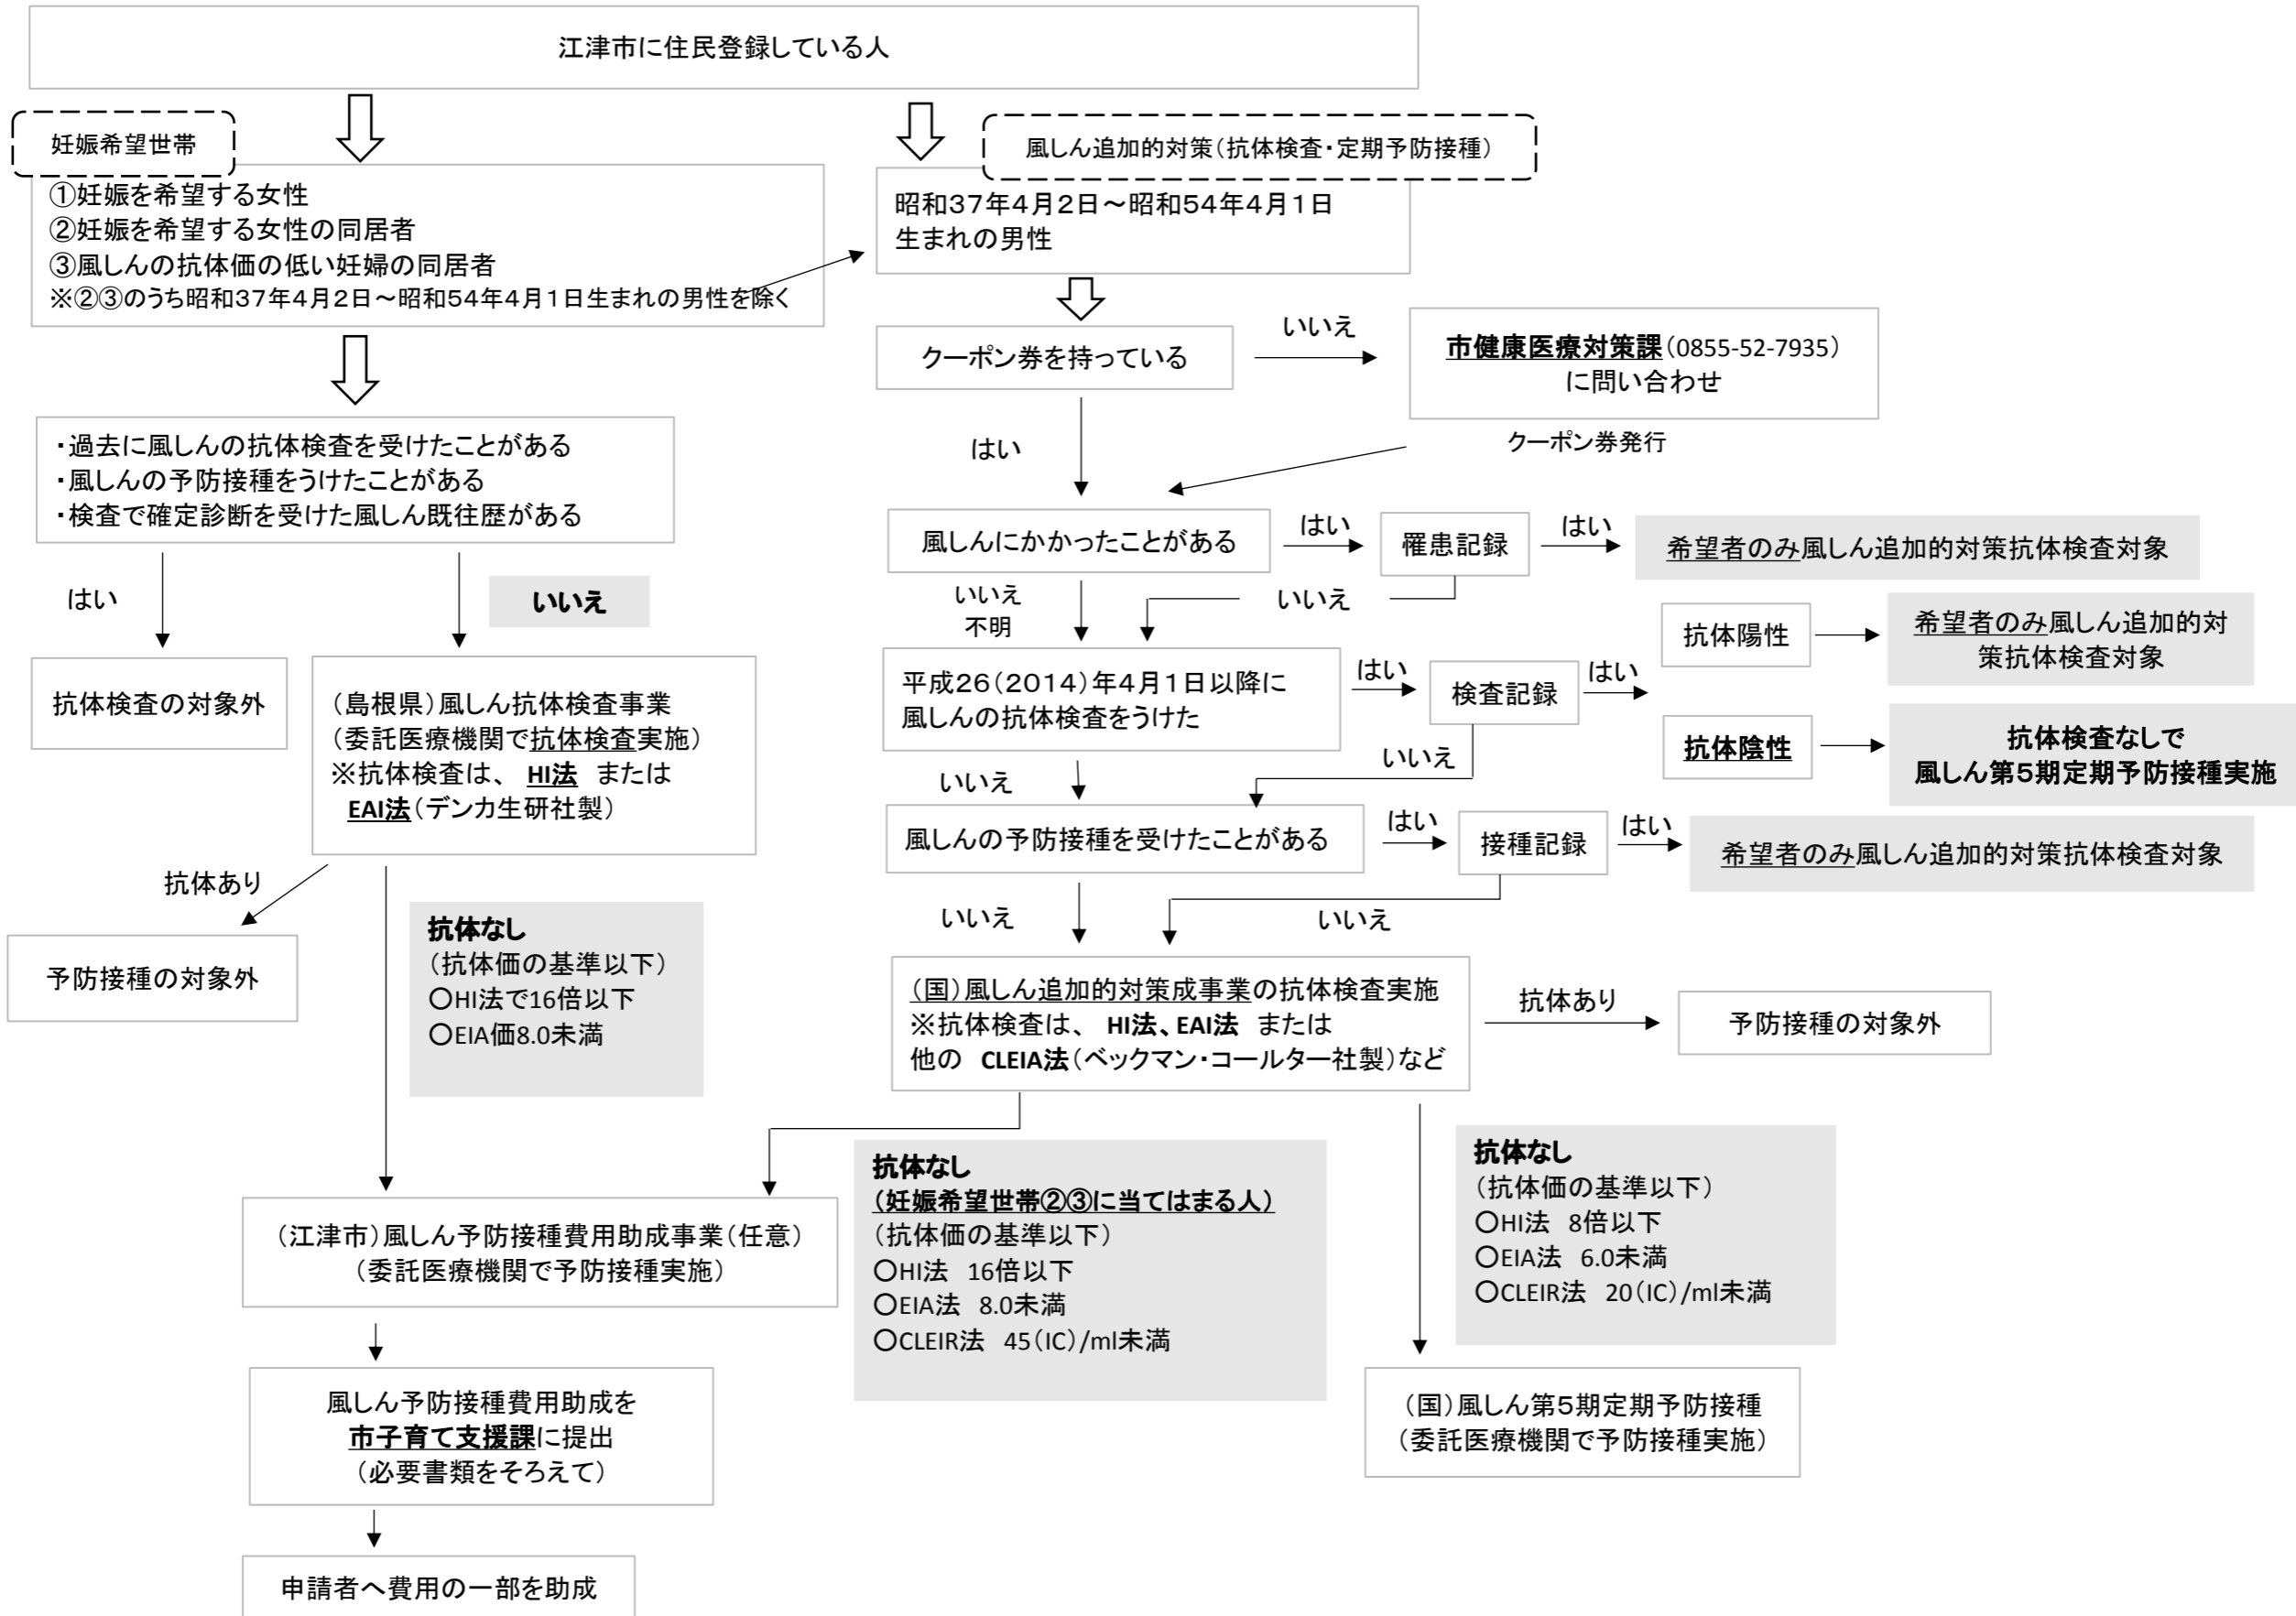 江津市に住民登録している人
妊娠希望世帯
①妊娠を希望する女性
②妊娠を希望する女性の同居者
③風しんの抗体価の低い妊婦の同居者
※②③のうち昭和37年4月2日～昭和54年4月1日生まれの男性を除く
風しん追加的対策(抗体検査・定期予防接種)
昭和37年4月2日～昭和54年4月1日
生まれの男性
クーポン券を持っている
いいえ
市健康医療対策課(0855-52-7935)
に問い合わせ
はい
クーポン券発行
・過去に風しんの抗体検査を受けたことがある
・風しんの予防接種をうけたことがある
・検査で確定診断を受けた風しん既往歴がある
はい
いいえ
抗体検査の対象外
(島根県)風しん抗体検査事業
(委託医療機関で抗体検査実施)
※抗体検査は、 HI法 または
EAI法(デンカ生研社製)
抗体あり
予防接種の対象外
抗体なし
(抗体価の基準以下)
○HI法で16倍以下
○EIA価8.0未満
風しんにかかったことがある
はい
罹患記録
はい
希望者のみ風しん追加的対策抗体検査対象
いいえ
不明
いいえ
平成26(2014)年4月1日以降に
風しんの抗体検査をうけた
はい
検査記録
はい
抗体陽性
希望者のみ風しん追加的対
策抗体検査対象
抗体陰性
抗体検査なしで
風しん第5期定期予防接種実施
いいえ
いいえ
風しんの予防接種を受けたことがある
はい
接種記録
はい
希望者のみ風しん追加的対策抗体検査対象
いいえ
いいえ
(国)風しん追加的対策成事業の抗体検査実施
※抗体検査は、 HI法、EAI法 または
他の CLEIA法(ベックマン・コールター社製)など
抗体あり
予防接種の対象外
抗体なし
(妊娠希望世帯②③に当てはまる人)
(抗体価の基準以下)
○HI法 16倍以下
○EIA法 8.0未満
○CLEIR法 45(IC)/ml未満
抗体なし
(抗体価の基準以下)
○HI法 8倍以下
○EIA法 6.0未満
○CLEIR法 20(IC)/ml未満
(江津市)風しん予防接種費用助成事業(任意)
(委託医療機関で予防接種実施)
風しん予防接種費用助成を
市子育て支援課に提出
(必要書類をそろえて)
申請者へ費用の一部を助成
(国)風しん第5期定期予防接種
(委託医療機関で予防接種実施)